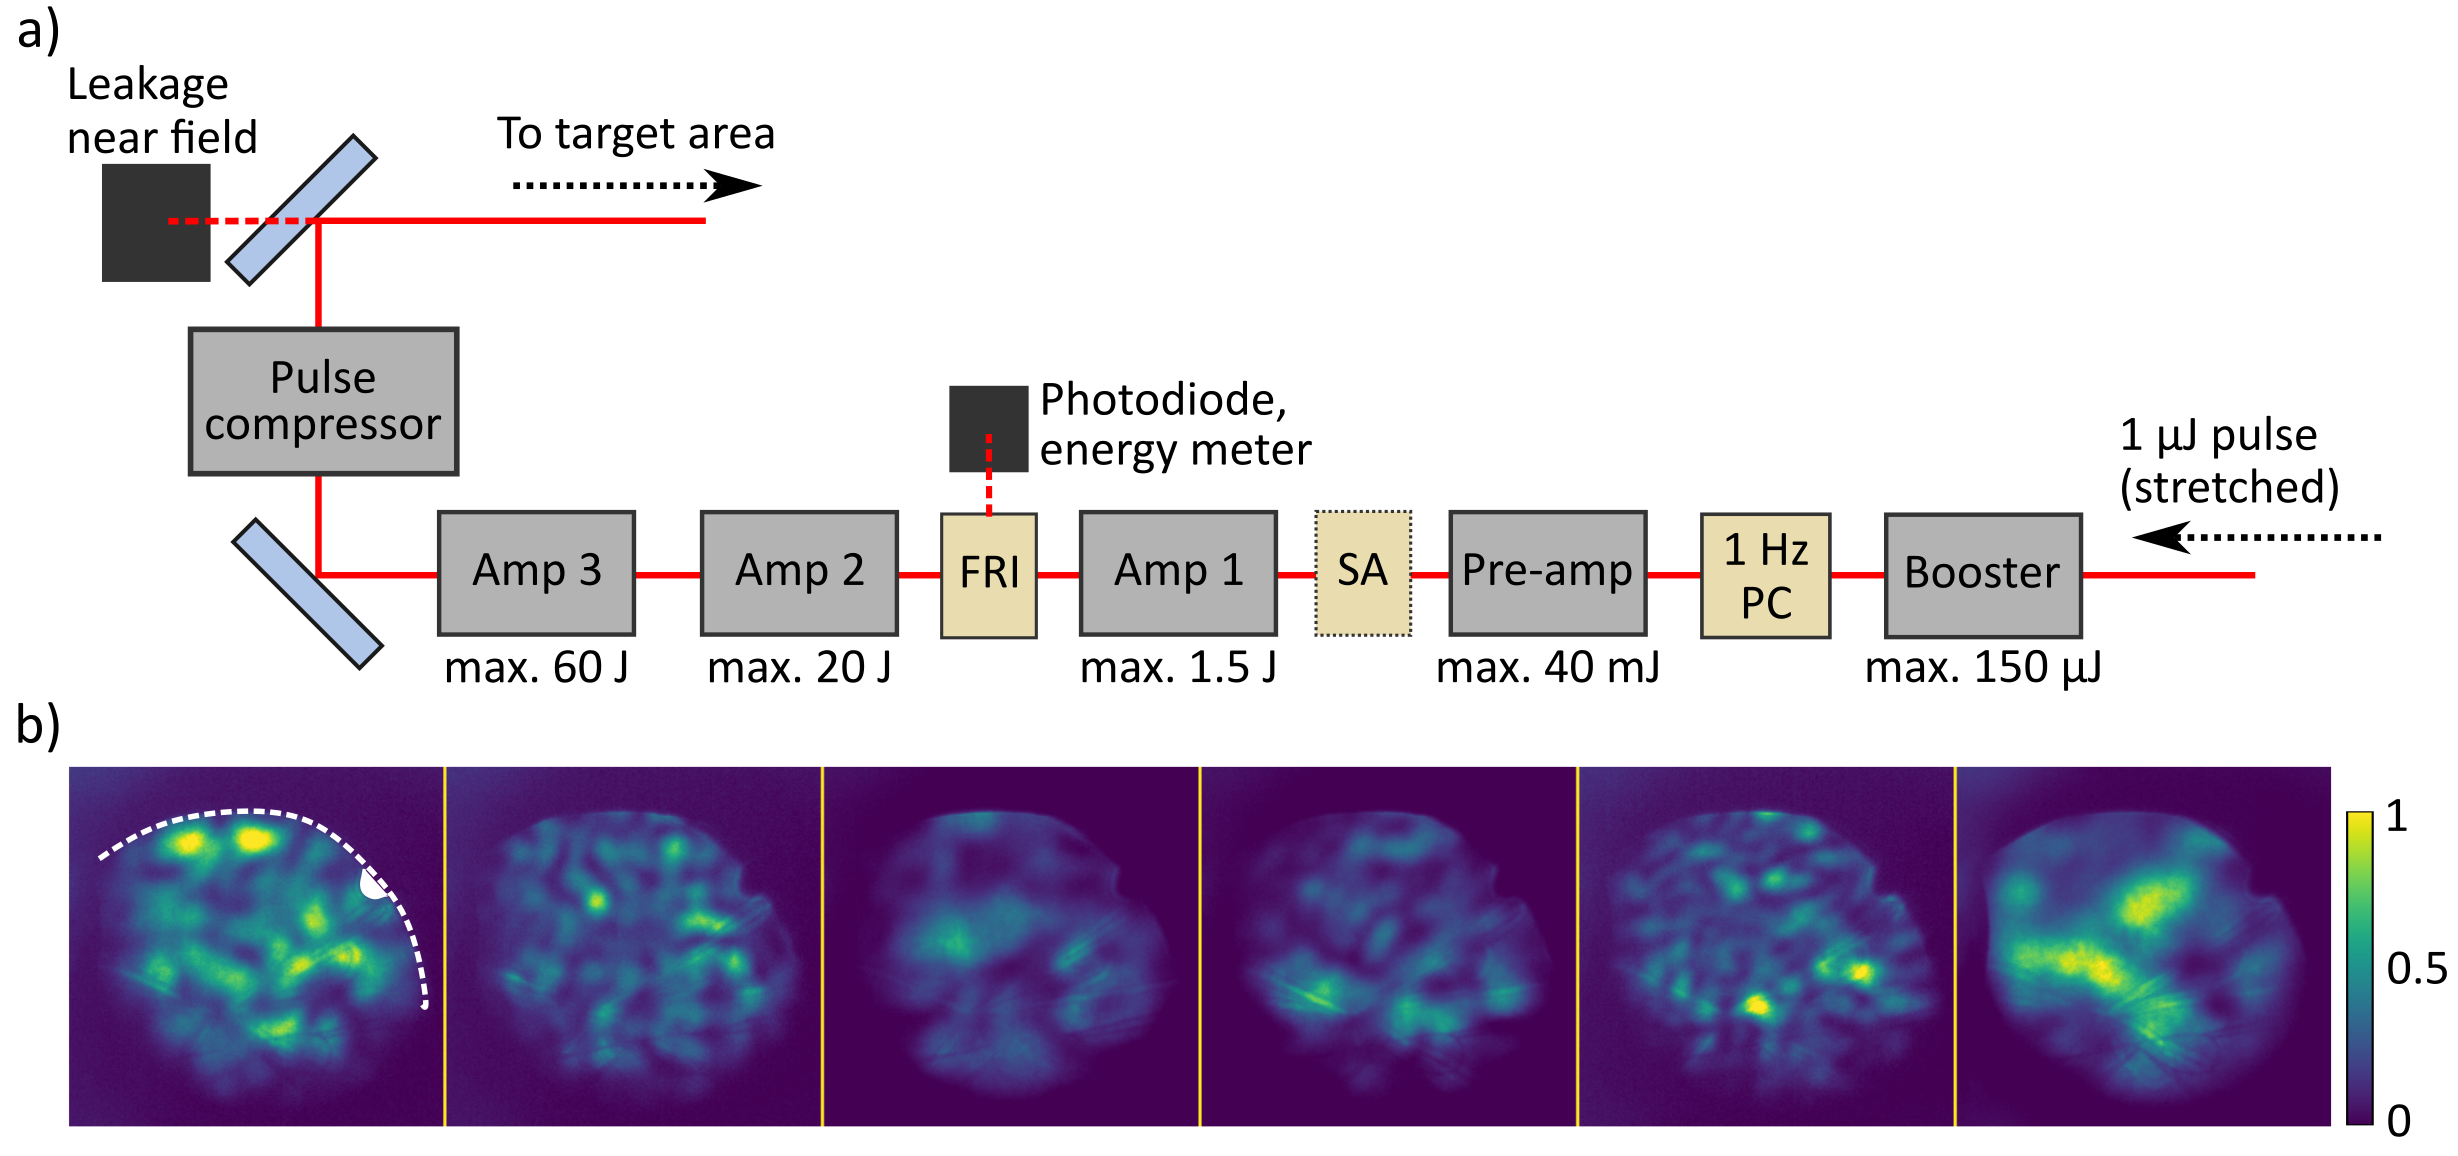 a)
Leakage
near field
To target area
Pulse
compressor
Photodiode,
energy meter
1 µJ pulse
(stretched)
Amp 3
Amp 2
FRI
Amp 1
SA
Pre-amp
1 Hz
PC
Booster
max. 60 J
max. 20 J
max. 1.5 J
max. 40 mJ
max. 150 µJ
b)
1
0.5
0